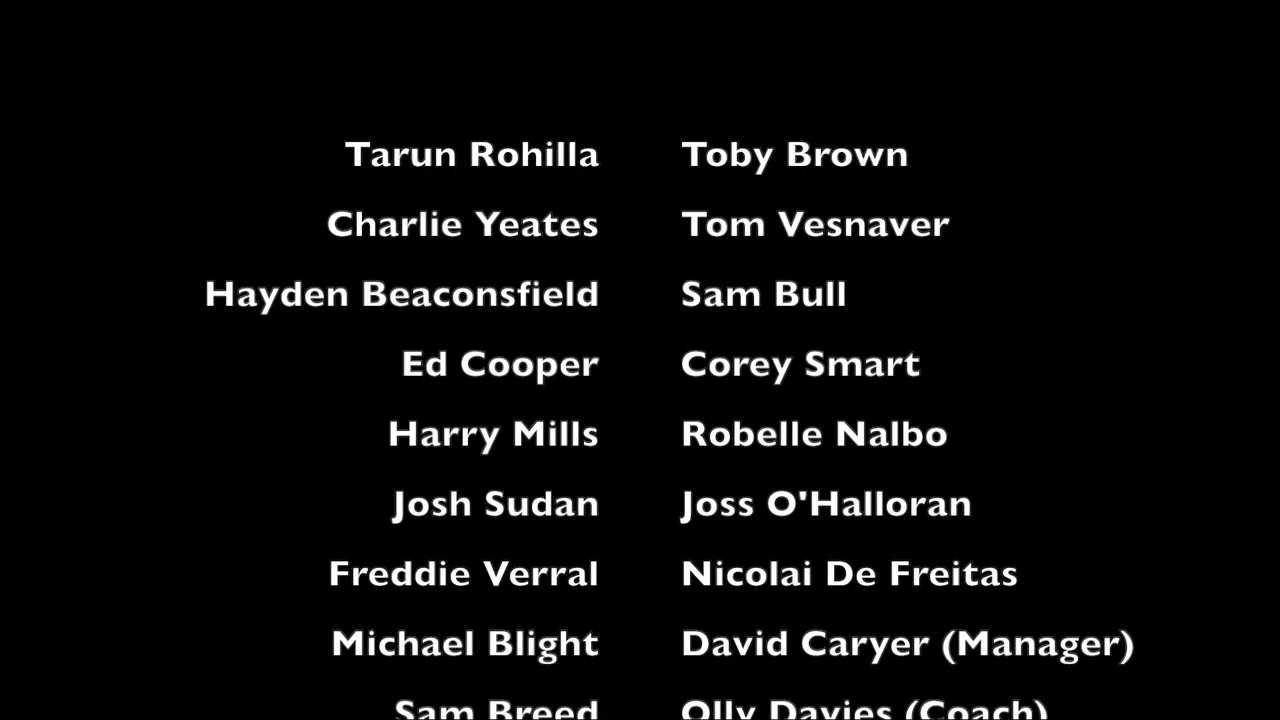 Tarun Rohilla Toby Brown
Charlie Yeates Tom Vesnaver
Hayden Beaconsfield Sam Bull
Ed Cooper Corey Smart
Harry Mills Robelle Nalbo
Josh Sudan Joss O'Halloran
Freddie Verral Nicolai De Freitas
Michael Blight David Caryer (Manager)
Sam Breed Olly Davies (Coach)